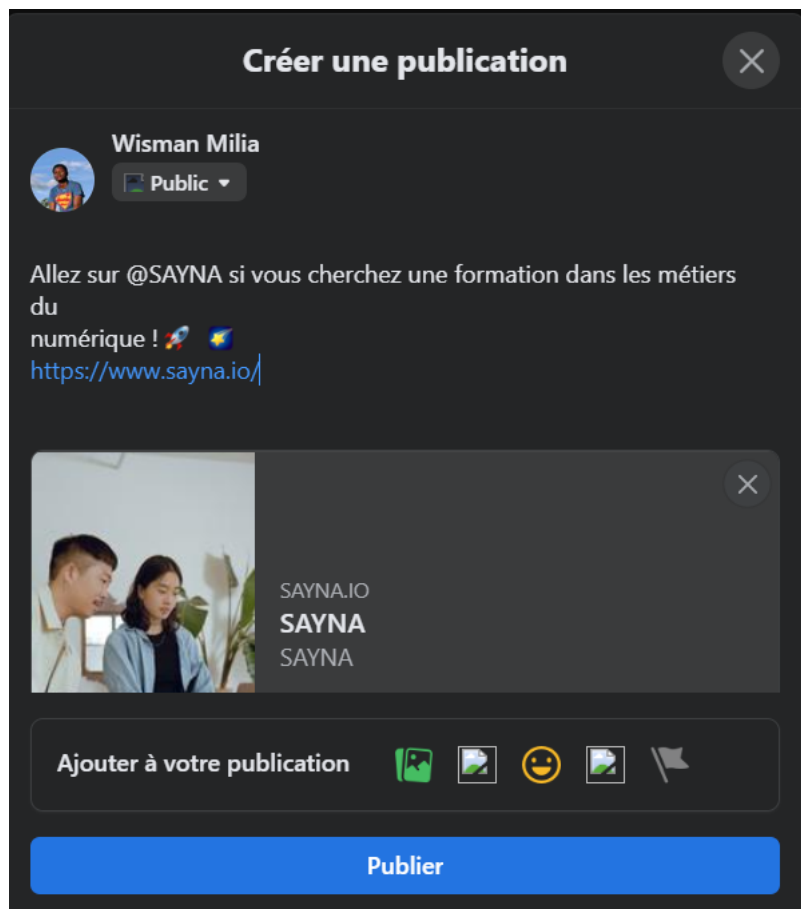 Créer une publication
Wisman Milia
Public
Allez sur @SAYNA si vous cherchez une formation dans les métiers
du
numérique ! 🚀 🌠
https://www.sayna.io/
SAYNA.IO
SAYNA
SAYNA
Ajouter à votre publication
Publier